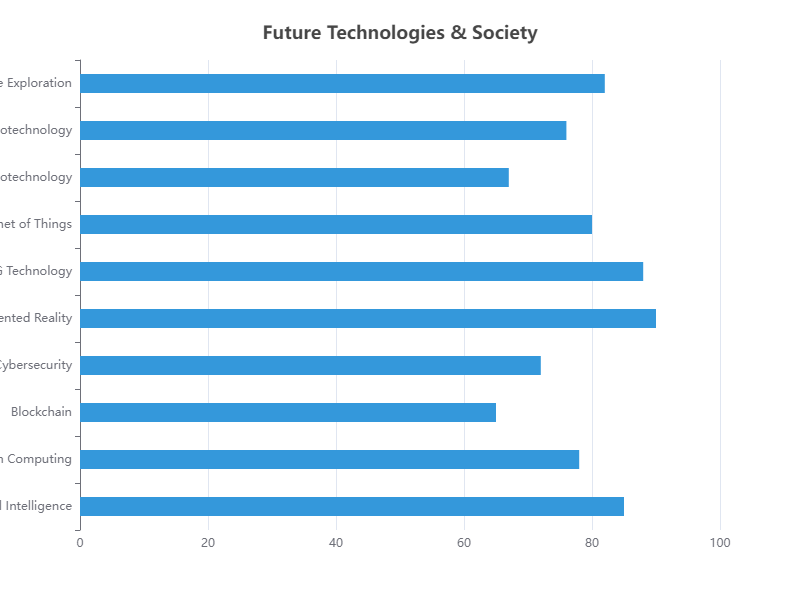 Future Technologies & Society
Exploration
otechnology
otechnology
net of Things
G Technology
ented Reality
Cybersecurity
Blockchain
n Computing
l Intelligence
0 20 40 60 80 100